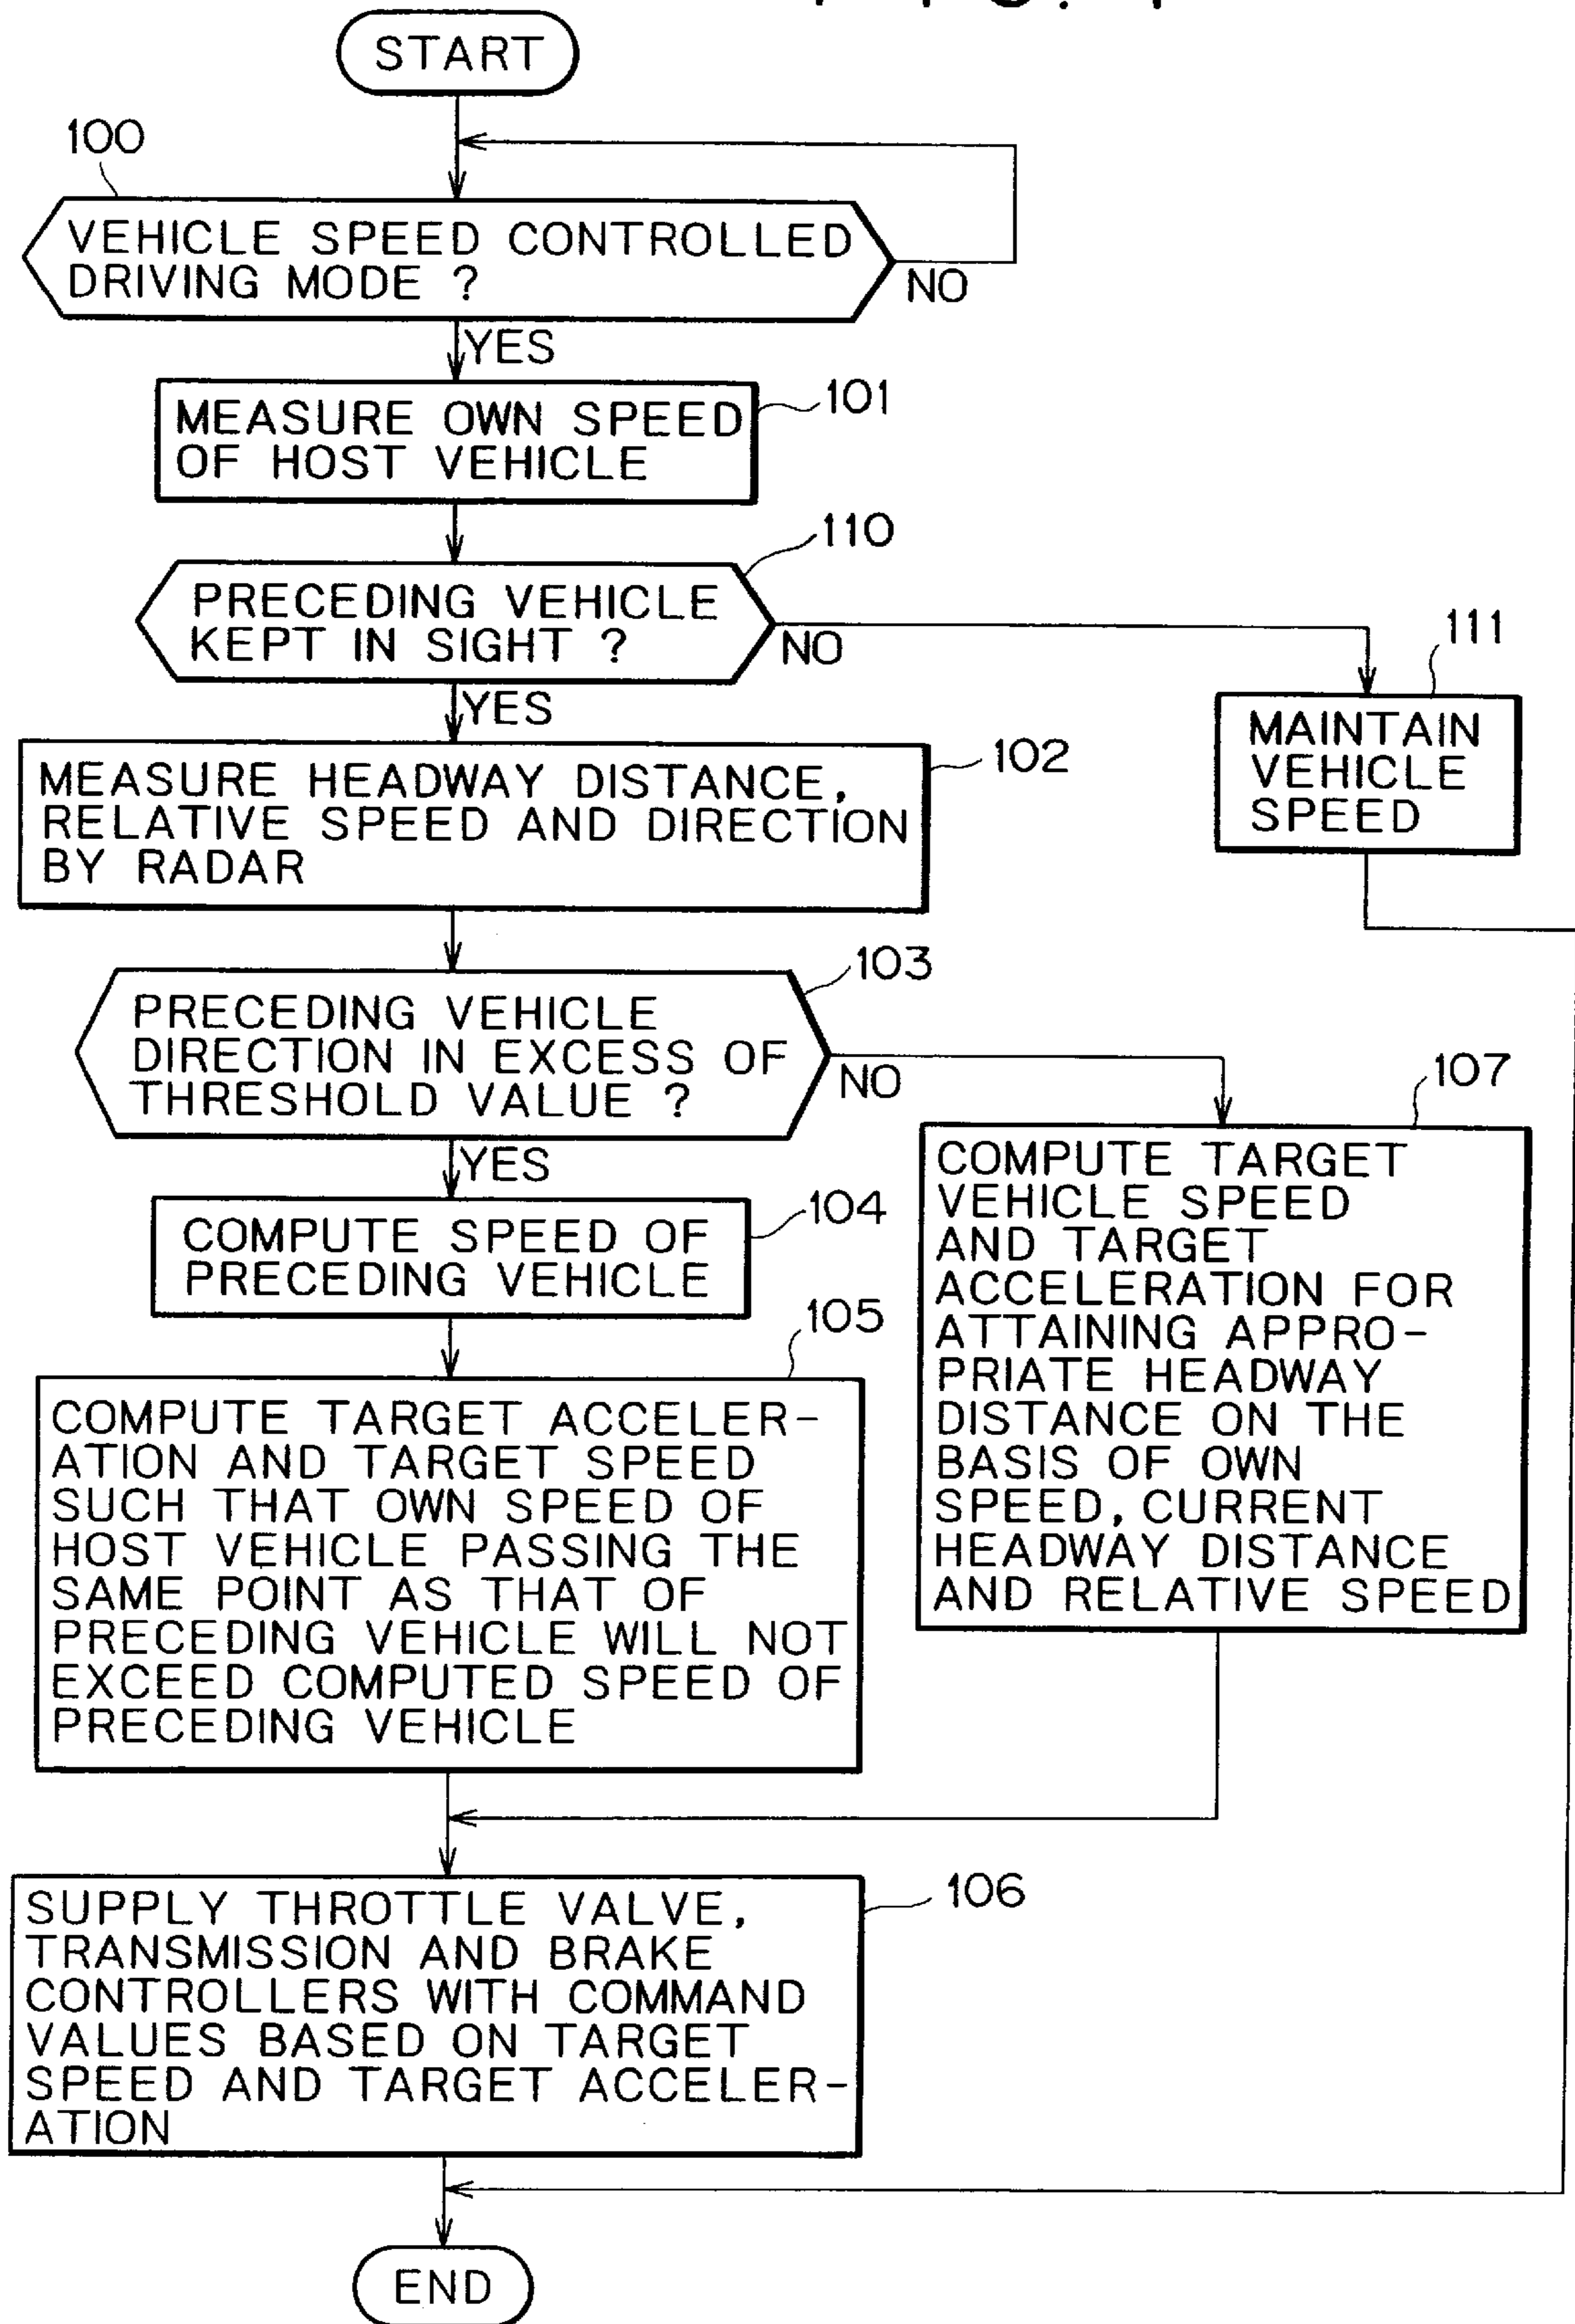 START
100
VEHICLE SPEED CONTROLLED
DRIVING MODE ?
NO
YES
MEASURE OWN SPEED
OF HOST VEHICLE
101
110
PRECEDING VEHICLE
KEPT IN SIGHT ?
NO
YES
111
MAINTAIN
VEHICLE
SPEED
MEASURE HEADWAY DISTANCE,
RELATIVE SPEED AND DIRECTION
BY RADAR
102
103
PRECEDING VEHICLE
DIRECTION IN EXCESS OF
THRESHOLD VALUE ?
NO
YES
107
COMPUTE TARGET
VEHICLE SPEED
AND TARGET
ACCELERATION FOR
ATTAINING APPRO-
PRIATE HEADWAY
DISTANCE ON THE
BASIS OF OWN
SPEED, CURRENT
HEADWAY DISTANCE
AND RELATIVE SPEED
COMPUTE SPEED OF
PRECEDING VEHICLE
104
105
COMPUTE TARGET ACCELER-
ATION AND TARGET SPEED
SUCH THAT OWN SPEED OF
HOST VEHICLE PASSING THE
SAME POINT AS THAT OF
PRECEDING VEHICLE WILL NOT
EXCEED COMPUTED SPEED OF
PRECEDING VEHICLE
SUPPLY THROTTLE VALVE,
TRANSMISSION AND BRAKE
CONTROLLERS WITH COMMAND
VALUES BASED ON TARGET
SPEED AND TARGET ACCELER-
ATION
106
END